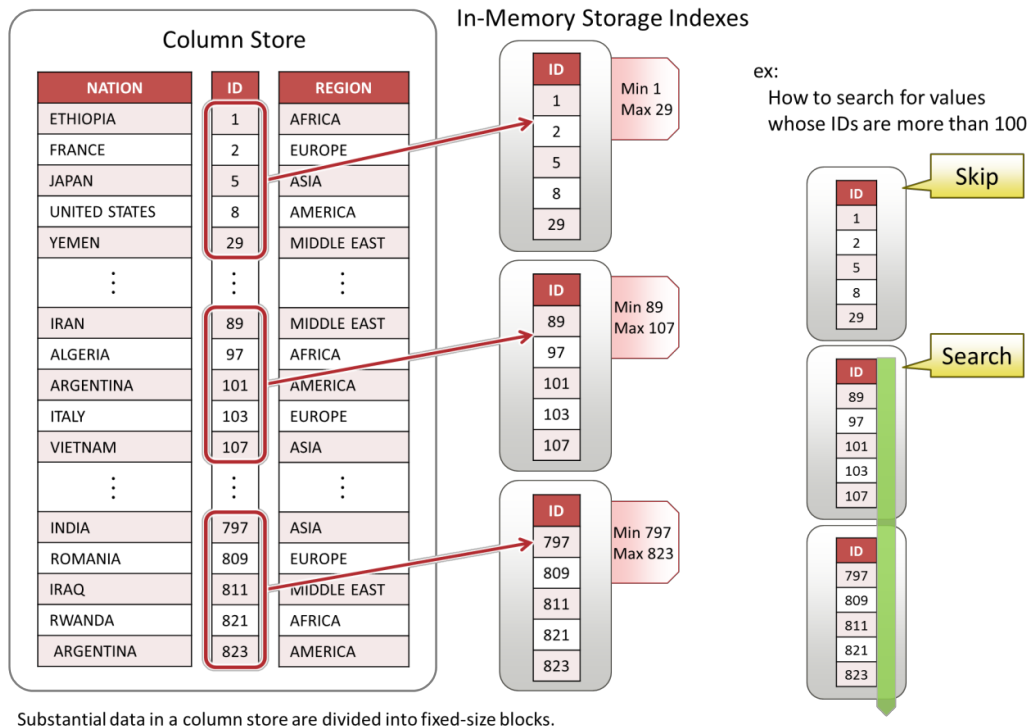 Column Store
NATION ID REGION
ETHIOPIA 1 AFRICA
FRANCE 2 EUROPE
JAPAN 5 ASIA
UNITED STATES 8 AMERICA
YEMEN 29 MIDDLE EAST
⋮ ⋮ ⋮
IRAN 89 MIDDLE EAST
ALGERIA 97 AFRICA
ARGENTINA 101 AMERICA
ITALY 103 EUROPE
VIETNAM 107 ASIA
⋮ ⋮ ⋮
INDIA 797 ASIA
ROMANIA 809 EUROPE
IRAQ 811 MIDDLE EAST
RWANDA 821 AFRICA
ARGENTINA 823 AMERICA
In-Memory Storage Indexes
ID
1
2
5
8
29
Min 1
Max 29
ID
89
97
101
103
107
Min 89
Max 107
ID
797
809
811
821
823
Min 797
Max 823
ex:
How to search for values
whose IDs are more than 100
Skip
ID
1
2
5
8
29
Search
ID
89
97
101
103
107
ID
797
809
811
821
823
Substantial data in a column store are divided into fixed-size blocks.